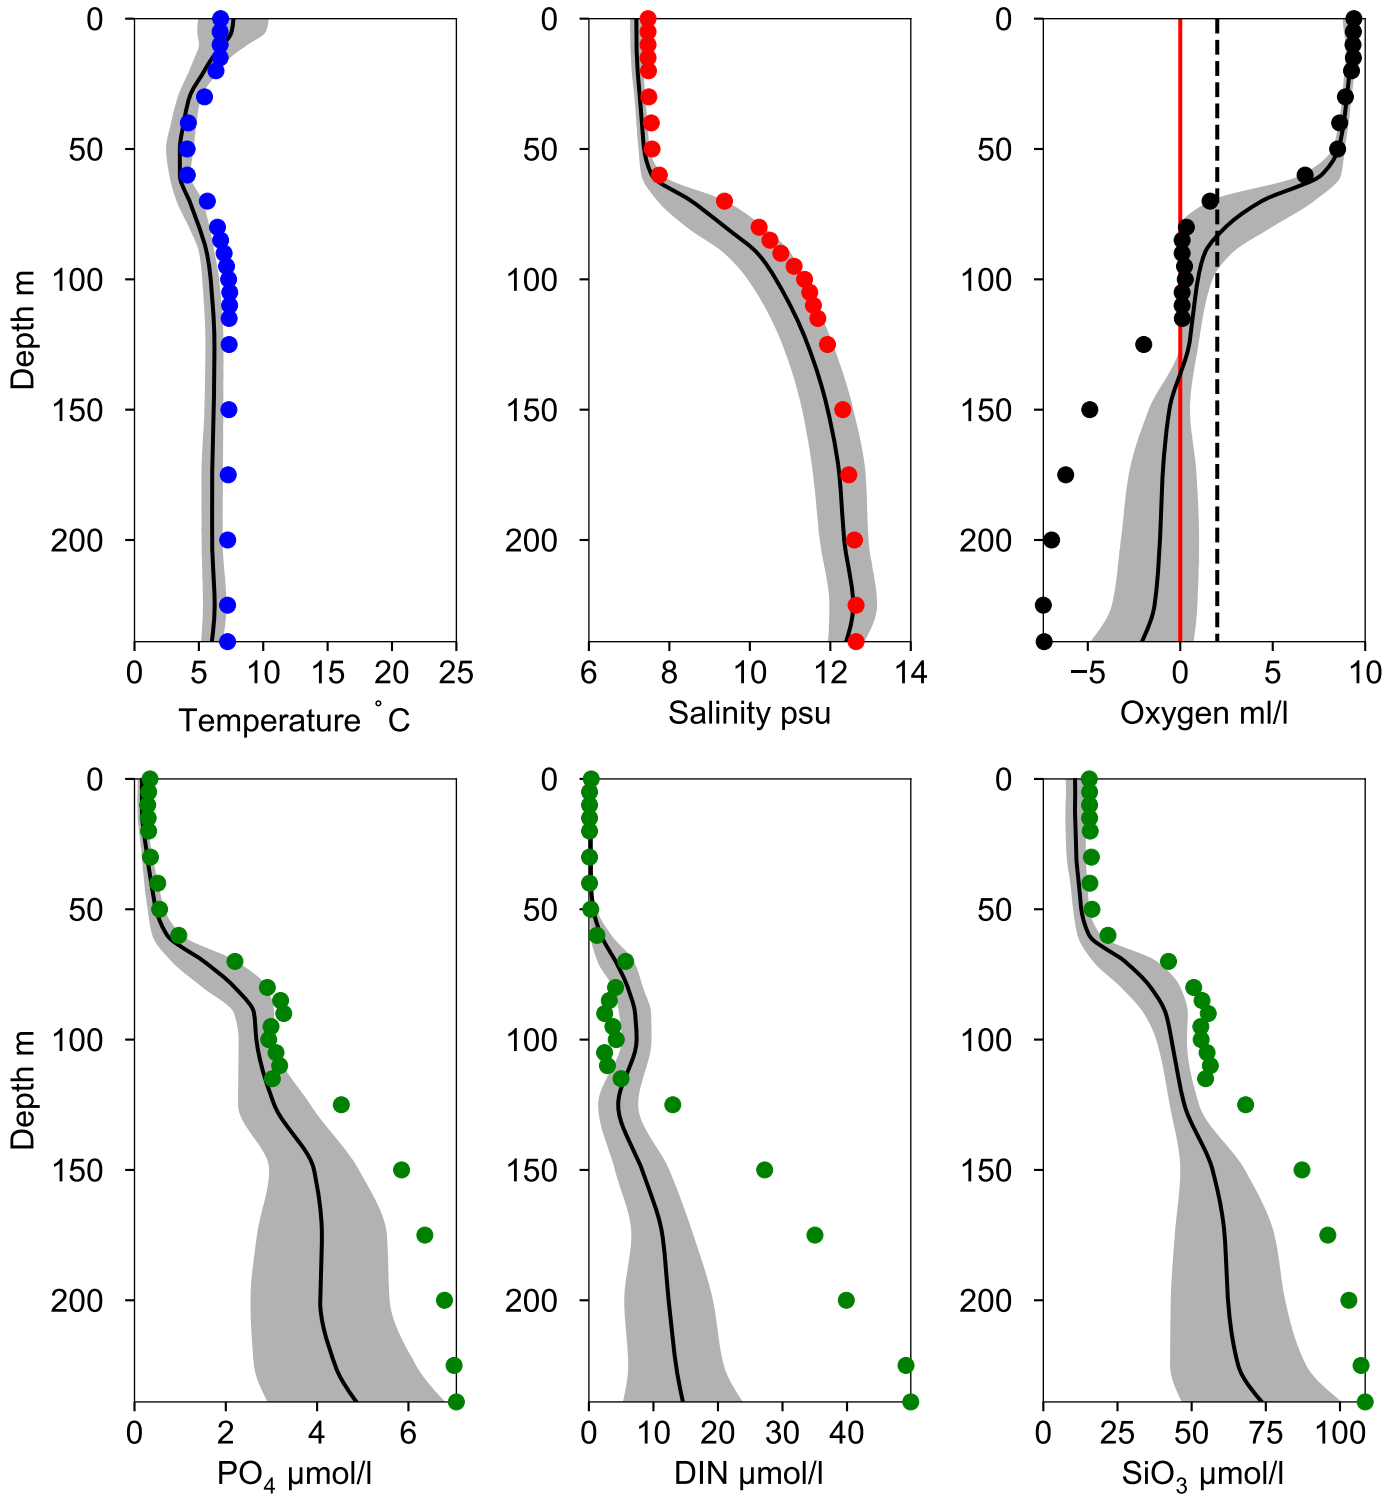 0
50
100
150
200
Depth m
0 5 10 15 20 25
Temperature °C
0
50
100
150
200
6 8 10 12 14
Salinity psu
0
50
100
150
200
−5 0 5 10
Oxygen ml/l
0
50
100
150
200
Depth m
0 2 4 6
PO₄ µmol/l
0
50
100
150
200
0 10 20 30 40
DIN µmol/l
0
50
100
150
200
0 25 50 75 100
SiO₃ µmol/l